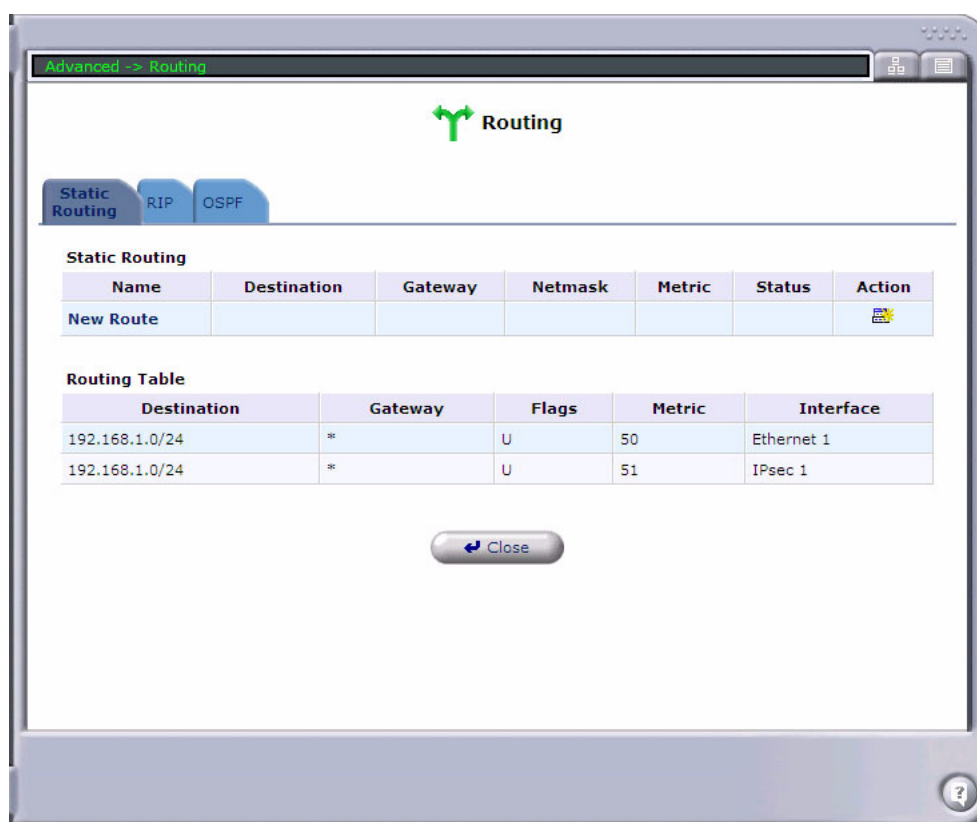 Advanced -> Routing
Routing
Static Routing RIP OSPF
Static Routing
Name Destination Gateway Netmask Metric Status Action
New Route
Routing Table
Destination Gateway Flags Metric Interface
192.168.1.0/24 * U 50 Ethernet 1
192.168.1.0/24 * U 51 IPsec 1
Close
?